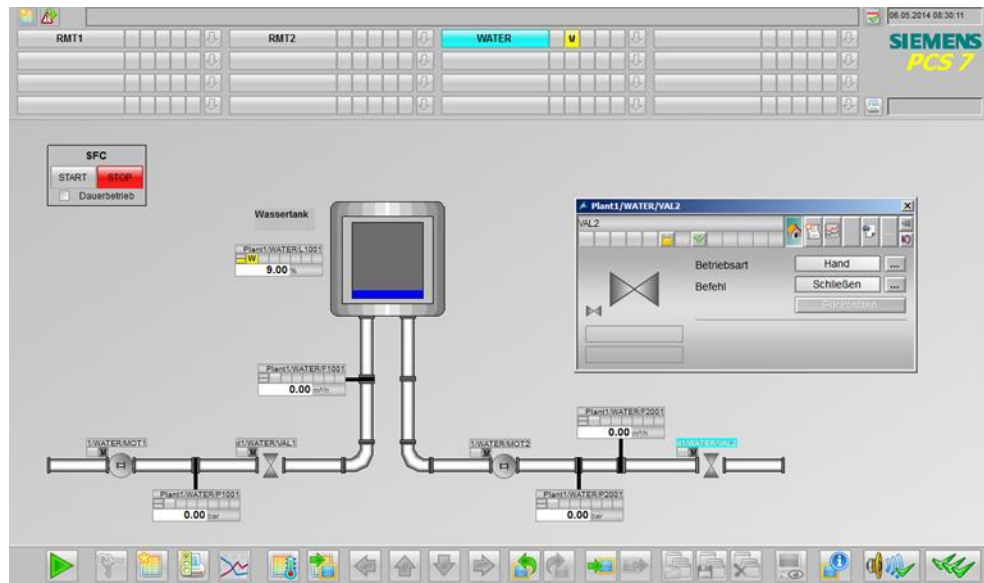 06.05.2014 08:30:11
RMT1
RMT2
WATER
M
SIEMENS
PCS 7
SFC
START
STOP
Dauerbetrieb
Wassertank
Plant1/WATER/L1001
W
9.00 %
Plant1/WATER/VAL2
VAL2
Betriebsart
Hand
...
Befehl
Schließen
...
Rücksetzen
Plant1/WATER/F1001
0.00 m³/h
Plant1/WATER/F2001
0.00 m³/h
1/WATER/MOT1
M
nt1/WATER/VAL1
M
1/WATER/MOT2
M
nt1/WATER/VAL2
M
Plant1/WATER/P1001
0.00 bar
Plant1/WATER/P2001
0.00 bar